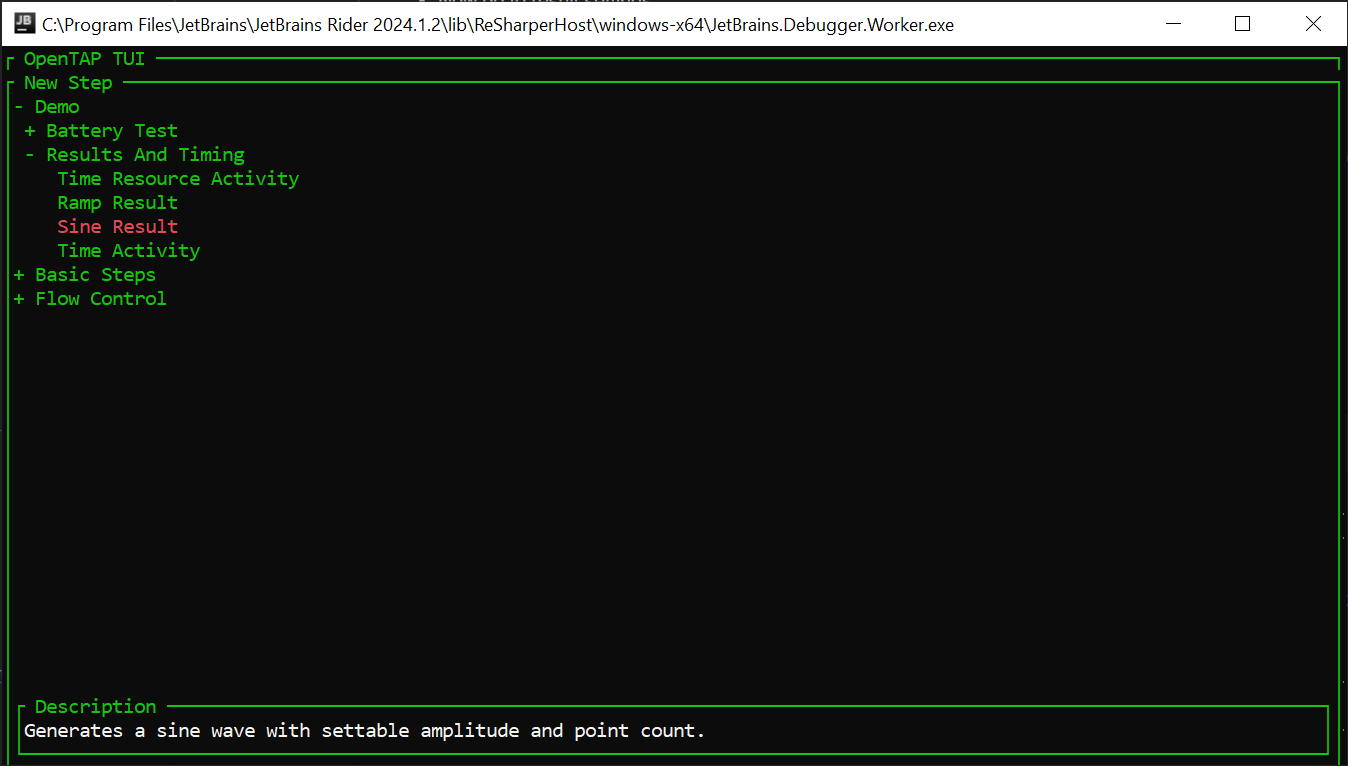 JB C:\Program Files\JetBrains\JetBrains Rider 2024.1.2\lib\ReSharperHost\windows-x64\JetBrains.Debugger.Worker.exe
OpenTAP TUI
New Step
- Demo
+ Battery Test
- Results And Timing
Time Resource Activity
Ramp Result
Sine Result
Time Activity
+ Basic Steps
+ Flow Control
Description
Generates a sine wave with settable amplitude and point count.